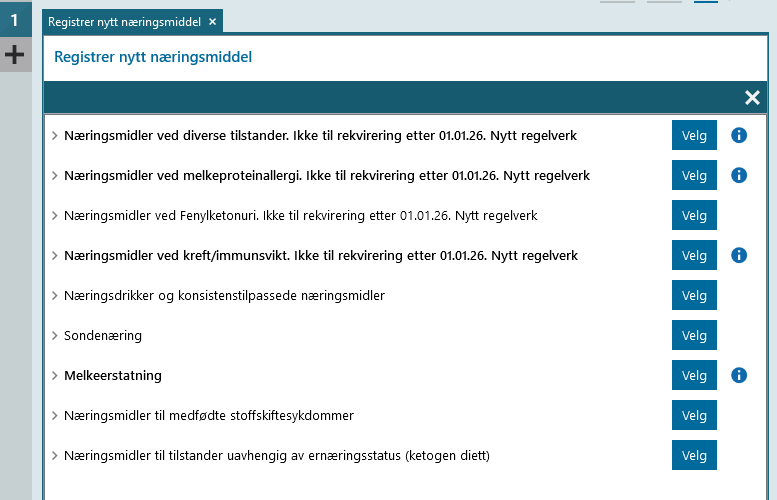 1
Registrer nytt næringsmiddel ×
Registrer nytt næringsmiddel
Næringsmidler ved diverse tilstander. Ikke til rekvirering etter 01.01.26. Nytt regelverk Velg
Næringsmidler ved melkeproteinallergi. Ikke til rekvirering etter 01.01.26. Nytt regelverk Velg
Næringsmidler ved Fenylketonuri. Ikke til rekvirering etter 01.01.26. Nytt regelverk Velg
Næringsmidler ved kreft/immunsvikt. Ikke til rekvirering etter 01.01.26. Nytt regelverk Velg
Næringsdrikker og konsistenstilpassede næringsmidler Velg
Sondenæring Velg
Melkeerstatning Velg
Næringsmidler til medfødte stoffskiftesykdommer Velg
Næringsmidler til tilstander uavhengig av ernæringsstatus (ketogen diett) Velg